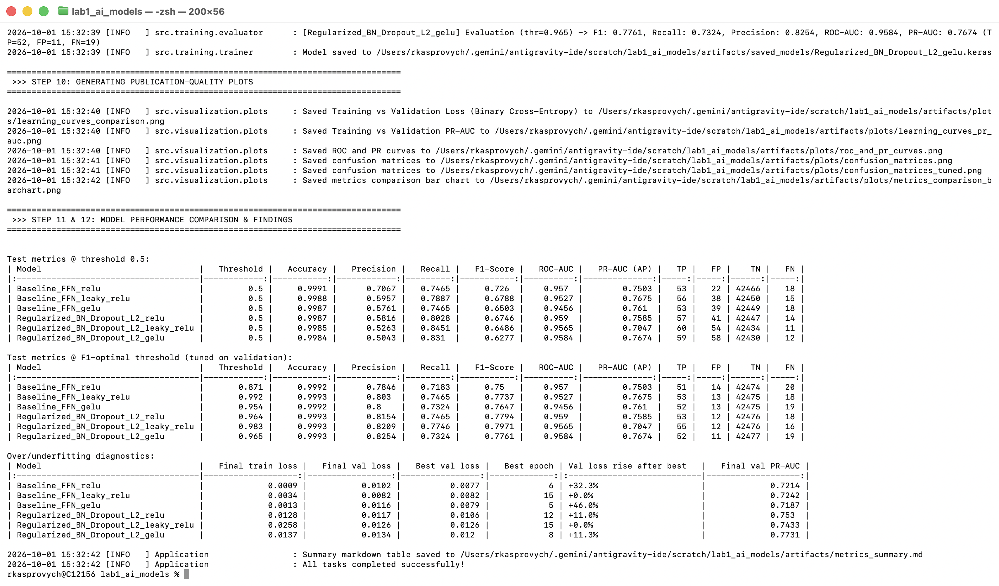 lab1_ai_models — -zsh — 200×56
2026-10-01 15:32:39 [INFO   ] src.training.evaluator      : [Regularized_BN_Dropout_L2_gelu] Evaluation (thr=0.965) -> F1: 0.7761, Recall: 0.7324, Precision: 0.8254, ROC-AUC: 0.9584, PR-AUC: 0.7674 (T
P=52, FP=11, FN=19)
2026-10-01 15:32:39 [INFO   ] src.training.trainer        : Model saved to /Users/rkasprovych/.gemini/antigravity-ide/scratch/lab1_ai_models/artifacts/saved_models/Regularized_BN_Dropout_L2_gelu.keras
================================================================================
 >>> STEP 10: GENERATING PUBLICATION-QUALITY PLOTS
================================================================================
2026-10-01 15:32:40 [INFO   ] src.visualization.plots     : Saved Training vs Validation Loss (Binary Cross-Entropy) to /Users/rkasprovych/.gemini/antigravity-ide/scratch/lab1_ai_models/artifacts/plot
s/learning_curves_comparison.png
2026-10-01 15:32:40 [INFO   ] src.visualization.plots     : Saved Training vs Validation PR-AUC to /Users/rkasprovych/.gemini/antigravity-ide/scratch/lab1_ai_models/artifacts/plots/learning_curves_pr_
auc.png
2026-10-01 15:32:40 [INFO   ] src.visualization.plots     : Saved ROC and PR curves to /Users/rkasprovych/.gemini/antigravity-ide/scratch/lab1_ai_models/artifacts/plots/roc_and_pr_curves.png
2026-10-01 15:32:41 [INFO   ] src.visualization.plots     : Saved confusion matrices to /Users/rkasprovych/.gemini/antigravity-ide/scratch/lab1_ai_models/artifacts/plots/confusion_matrices.png
2026-10-01 15:32:41 [INFO   ] src.visualization.plots     : Saved confusion matrices to /Users/rkasprovych/.gemini/antigravity-ide/scratch/lab1_ai_models/artifacts/plots/confusion_matrices_tuned.png
2026-10-01 15:32:42 [INFO   ] src.visualization.plots     : Saved metrics comparison bar chart to /Users/rkasprovych/.gemini/antigravity-ide/scratch/lab1_ai_models/artifacts/plots/metrics_comparison_b
archart.png
================================================================================
 >>> STEP 11 & 12: MODEL PERFORMANCE COMPARISON & FINDINGS
================================================================================
Test metrics @ threshold 0.5:
| Model                                |   Threshold |   Accuracy |   Precision |   Recall |   F1-Score |   ROC-AUC |   PR-AUC (AP) |   TP |   FP |    TN |   FN |
|:-------------------------------------|------------:|-----------:|------------:|---------:|-----------:|----------:|--------------:|-----:|-----:|------:|-----:|
| Baseline_FFN_relu                    |         0.5 |     0.9991 |      0.7067 |   0.7465 |     0.726  |    0.957  |        0.7503 |   53 |   22 | 42466 |   18 |
| Baseline_FFN_leaky_relu              |         0.5 |     0.9988 |      0.5957 |   0.7887 |     0.6788 |    0.9527 |        0.7675 |   56 |   38 | 42450 |   15 |
| Baseline_FFN_gelu                    |         0.5 |     0.9987 |      0.5761 |   0.7465 |     0.6503 |    0.9456 |        0.761  |   53 |   39 | 42449 |   18 |
| Regularized_BN_Dropout_L2_relu       |         0.5 |     0.9987 |      0.5816 |   0.8028 |     0.6746 |    0.959  |        0.7585 |   57 |   41 | 42447 |   14 |
| Regularized_BN_Dropout_L2_leaky_relu |         0.5 |     0.9985 |      0.5263 |   0.8451 |     0.6486 |    0.9565 |        0.7047 |   60 |   54 | 42434 |   11 |
| Regularized_BN_Dropout_L2_gelu       |         0.5 |     0.9984 |      0.5043 |   0.831  |     0.6277 |    0.9584 |        0.7674 |   59 |   58 | 42430 |   12 |
Test metrics @ F1-optimal threshold (tuned on validation):
| Model                                |   Threshold |   Accuracy |   Precision |   Recall |   F1-Score |   ROC-AUC |   PR-AUC (AP) |   TP |   FP |    TN |   FN |
|:-------------------------------------|------------:|-----------:|------------:|---------:|-----------:|----------:|--------------:|-----:|-----:|------:|-----:|
| Baseline_FFN_relu                    |       0.871 |     0.9992 |      0.7846 |   0.7183 |     0.75   |    0.957  |        0.7503 |   51 |   14 | 42474 |   20 |
| Baseline_FFN_leaky_relu              |       0.992 |     0.9993 |      0.803  |   0.7465 |     0.7737 |    0.9527 |        0.7675 |   53 |   13 | 42475 |   18 |
| Baseline_FFN_gelu                    |       0.954 |     0.9992 |      0.8    |   0.7324 |     0.7647 |    0.9456 |        0.761  |   52 |   13 | 42475 |   19 |
| Regularized_BN_Dropout_L2_relu       |       0.964 |     0.9993 |      0.8154 |   0.7465 |     0.7794 |    0.959  |        0.7585 |   53 |   12 | 42476 |   18 |
| Regularized_BN_Dropout_L2_leaky_relu |       0.983 |     0.9993 |      0.8209 |   0.7746 |     0.7971 |    0.9565 |        0.7047 |   55 |   12 | 42476 |   16 |
| Regularized_BN_Dropout_L2_gelu       |       0.965 |     0.9993 |      0.8254 |   0.7324 |     0.7761 |    0.9584 |        0.7674 |   52 |   11 | 42477 |   19 |
Over/underfitting diagnostics:
| Model                                |   Final train loss |   Final val loss |   Best val loss |   Best epoch | Val loss rise after best   |   Final val PR-AUC |
|:-------------------------------------|-------------------:|-----------------:|----------------:|-------------:|:---------------------------|-------------------:|
| Baseline_FFN_relu                    |             0.0009 |           0.0102 |          0.0077 |            6 | +32.3%                     |             0.7214 |
| Baseline_FFN_leaky_relu              |             0.0034 |           0.0082 |          0.0082 |           15 | +0.0%                      |             0.7242 |
| Baseline_FFN_gelu                    |             0.0013 |           0.0116 |          0.0079 |            5 | +46.0%                     |             0.7187 |
| Regularized_BN_Dropout_L2_relu       |             0.0128 |           0.0117 |          0.0106 |           12 | +11.0%                     |             0.753  |
| Regularized_BN_Dropout_L2_leaky_relu |             0.0258 |           0.0126 |          0.0126 |           15 | +0.0%                      |             0.7433 |
| Regularized_BN_Dropout_L2_gelu       |             0.0137 |           0.0134 |          0.012  |            8 | +11.3%                     |             0.7731 |
2026-10-01 15:32:42 [INFO   ] Application                 : Summary markdown table saved to /Users/rkasprovych/.gemini/antigravity-ide/scratch/lab1_ai_models/artifacts/metrics_summary.md
2026-10-01 15:32:42 [INFO   ] Application                 : All tasks completed successfully!
rkasprovych@C12156 lab1_ai_models %